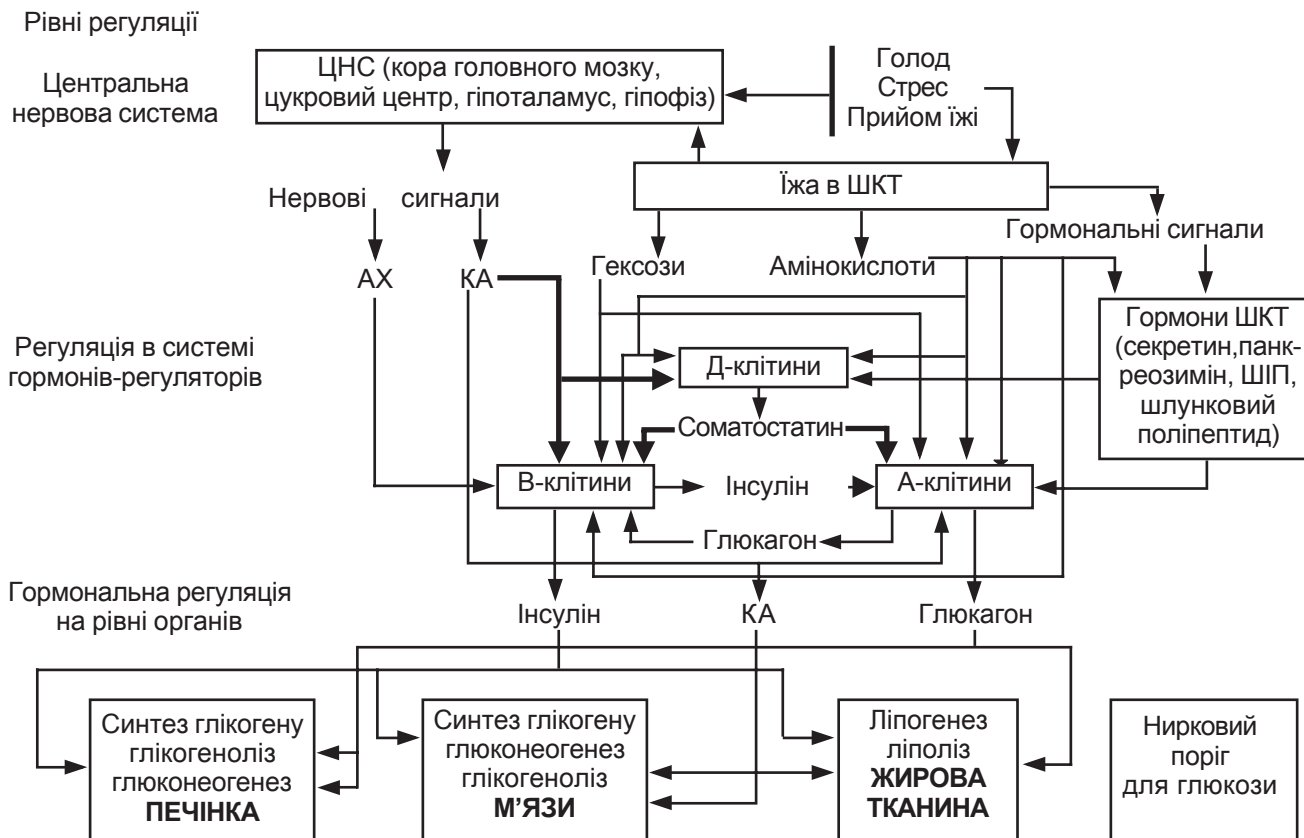 Рівні регуляції
Центральна
нервова система
ЦНС (кора головного мозку,
цукровий центр, гіпоталамус, гіпофіз)
Голод
Стрес
Прийом їжі
Їжа в ШКТ
Нервові сигнали
Гормональні сигнали
АХ
КА
Гексози
Амінокислоти
Регуляція в системі
гормонів-регуляторів
Гормони ШКТ
(секретин,панк-
реозимін, ШІП,
шлунковий
поліпептид)
Д-клітини
Соматостатин
В-клітини
Інсулін
А-клітини
Глюкагон
Гормональна регуляція
на рівні органів
Інсулін
КА
Глюкагон
Синтез глікогену
глікогеноліз
глюконеогенез
ПЕЧІНКА
Синтез глікогену
глюконеогенез
глікогеноліз
М’ЯЗИ
Ліпогенез
ліполіз
ЖИРОВА
ТКАНИНА
Нирковий
поріг
для глюкози